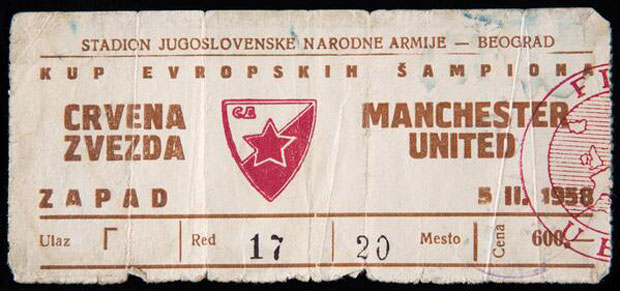 STADION JUGOSLOVENSKE NARODNE ARMIJE — BEOGRAD
KUP EVROPSKIH ŠAMPIONA
CRVENA
ZVEZDA
C.Z.
MANCHESTER
UNITED
ZAPAD
5 II. 1958
Ulaz Г Red 17 20 Mesto Cena 600.-